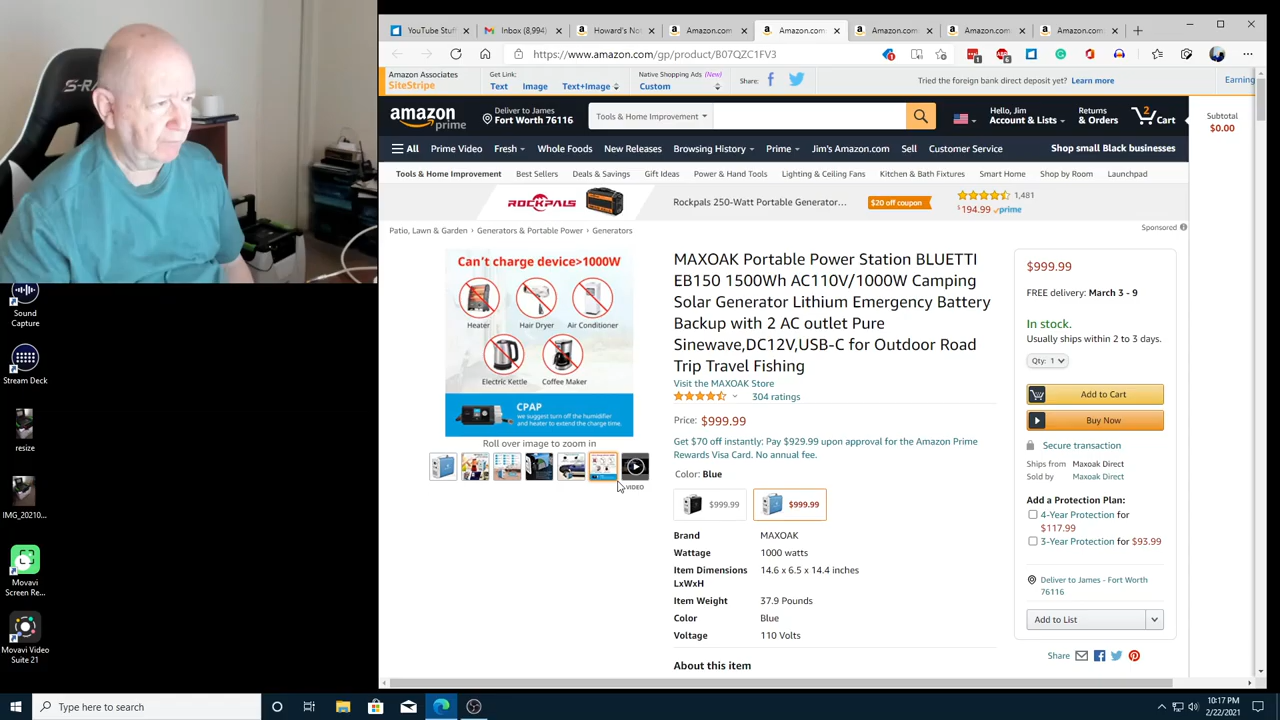 S-RA
Sound
Capture
Stream Deck
resize
IMG_20210...
Movavi
Screen Re...
Movavi Video
Suite 21
YouTube Stuff
Inbox (8,994)
Howard's No
Amazon.com
Amazon.com
Amazon.com
Amazon.com
Amazon.com
https://www.amazon.com/gp/product/B07QZC1FV3
Amazon Associates
SiteStripe
Get Link:
Text
Image
Text+Image
Native Shopping Ads (New)
Custom
Share:
Tried the foreign bank direct deposit yet? Learn more
Earning
amazon
prime
Deliver to James
Fort Worth 76116
Tools & Home Improvement
Hello, Jim
Account & Lists
Returns
& Orders
2
Cart
Subtotal
$0.00
All
Prime Video
Fresh
Whole Foods
New Releases
Browsing History
Prime
Jim's Amazon.com
Sell
Customer Service
Shop small Black businesses
Tools & Home Improvement
Best Sellers
Deals & Savings
Gift Ideas
Power & Hand Tools
Lighting & Ceiling Fans
Kitchen & Bath Fixtures
Smart Home
Shop by Room
Launchpad
ROCKPALS
Rockpals 250-Watt Portable Generator...
$20 off coupon
1,481
$194.99 prime
Sponsored
Patio, Lawn & Garden › Generators & Portable Power › Generators
Can't charge device>1000W
Heater
Hair Dryer
Air Conditioner
Electric Kettle
Coffee Maker
CPAP
we suggest turn off the humidifier
and heater to extend the charge time.
Roll over image to zoom in
VIDEO
MAXOAK Portable Power Station BLUETTI
EB150 1500Wh AC110V/1000W Camping
Solar Generator Lithium Emergency Battery
Backup with 2 AC outlet Pure
Sinewave,DC12V,USB-C for Outdoor Road
Trip Travel Fishing
Visit the MAXOAK Store
304 ratings
Price: $999.99
Get $70 off instantly: Pay $929.99 upon approval for the Amazon Prime
Rewards Visa Card. No annual fee.
Color: Blue
$999.99
$999.99
Brand MAXOAK
Wattage 1000 watts
Item Dimensions 14.6 x 6.5 x 14.4 inches
LxWxH
Item Weight 37.9 Pounds
Color Blue
Voltage 110 Volts
About this item
$999.99
FREE delivery: March 3 - 9
In stock.
Usually ships within 2 to 3 days.
Qty: 1
Add to Cart
Buy Now
Secure transaction
Ships from Maxoak Direct
Sold by Maxoak Direct
Add a Protection Plan:
4-Year Protection for
$117.99
3-Year Protection for $93.99
Deliver to James - Fort Worth
76116
Add to List
Share
Type here to search
10:17 PM
2/22/2021